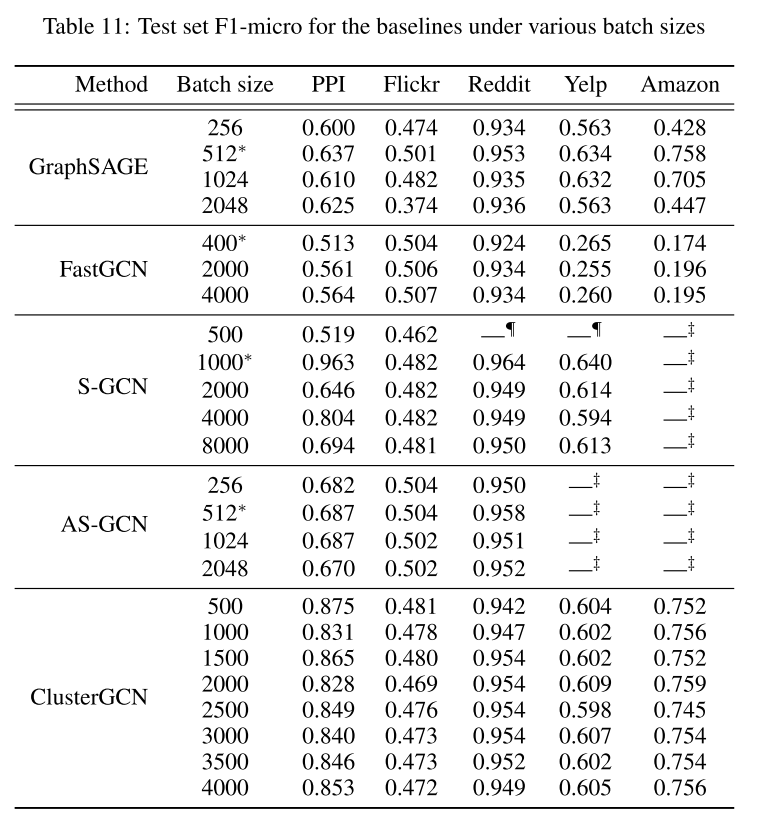 Table 11: Test set F1-micro for the baselines under various batch sizes
Method Batch size PPI Flickr Reddit Yelp Amazon
GraphSAGE
256 0.600 0.474 0.934 0.563 0.428
512* 0.637 0.501 0.953 0.634 0.758
1024 0.610 0.482 0.935 0.632 0.705
2048 0.625 0.374 0.936 0.563 0.447
FastGCN
400* 0.513 0.504 0.924 0.265 0.174
2000 0.561 0.506 0.934 0.255 0.196
4000 0.564 0.507 0.934 0.260 0.195
S-GCN
500 0.519 0.462 —¶ —¶ —‡
1000* 0.963 0.482 0.964 0.640 —‡
2000 0.646 0.482 0.949 0.614 —‡
4000 0.804 0.482 0.949 0.594 —‡
8000 0.694 0.481 0.950 0.613 —‡
AS-GCN
256 0.682 0.504 0.950 —‡ —‡
512* 0.687 0.504 0.958 —‡ —‡
1024 0.687 0.502 0.951 —‡ —‡
2048 0.670 0.502 0.952 —‡ —‡
ClusterGCN
500 0.875 0.481 0.942 0.604 0.752
1000 0.831 0.478 0.947 0.602 0.756
1500 0.865 0.480 0.954 0.602 0.752
2000 0.828 0.469 0.954 0.609 0.759
2500 0.849 0.476 0.954 0.598 0.745
3000 0.840 0.473 0.954 0.607 0.754
3500 0.846 0.473 0.952 0.602 0.754
4000 0.853 0.472 0.949 0.605 0.756